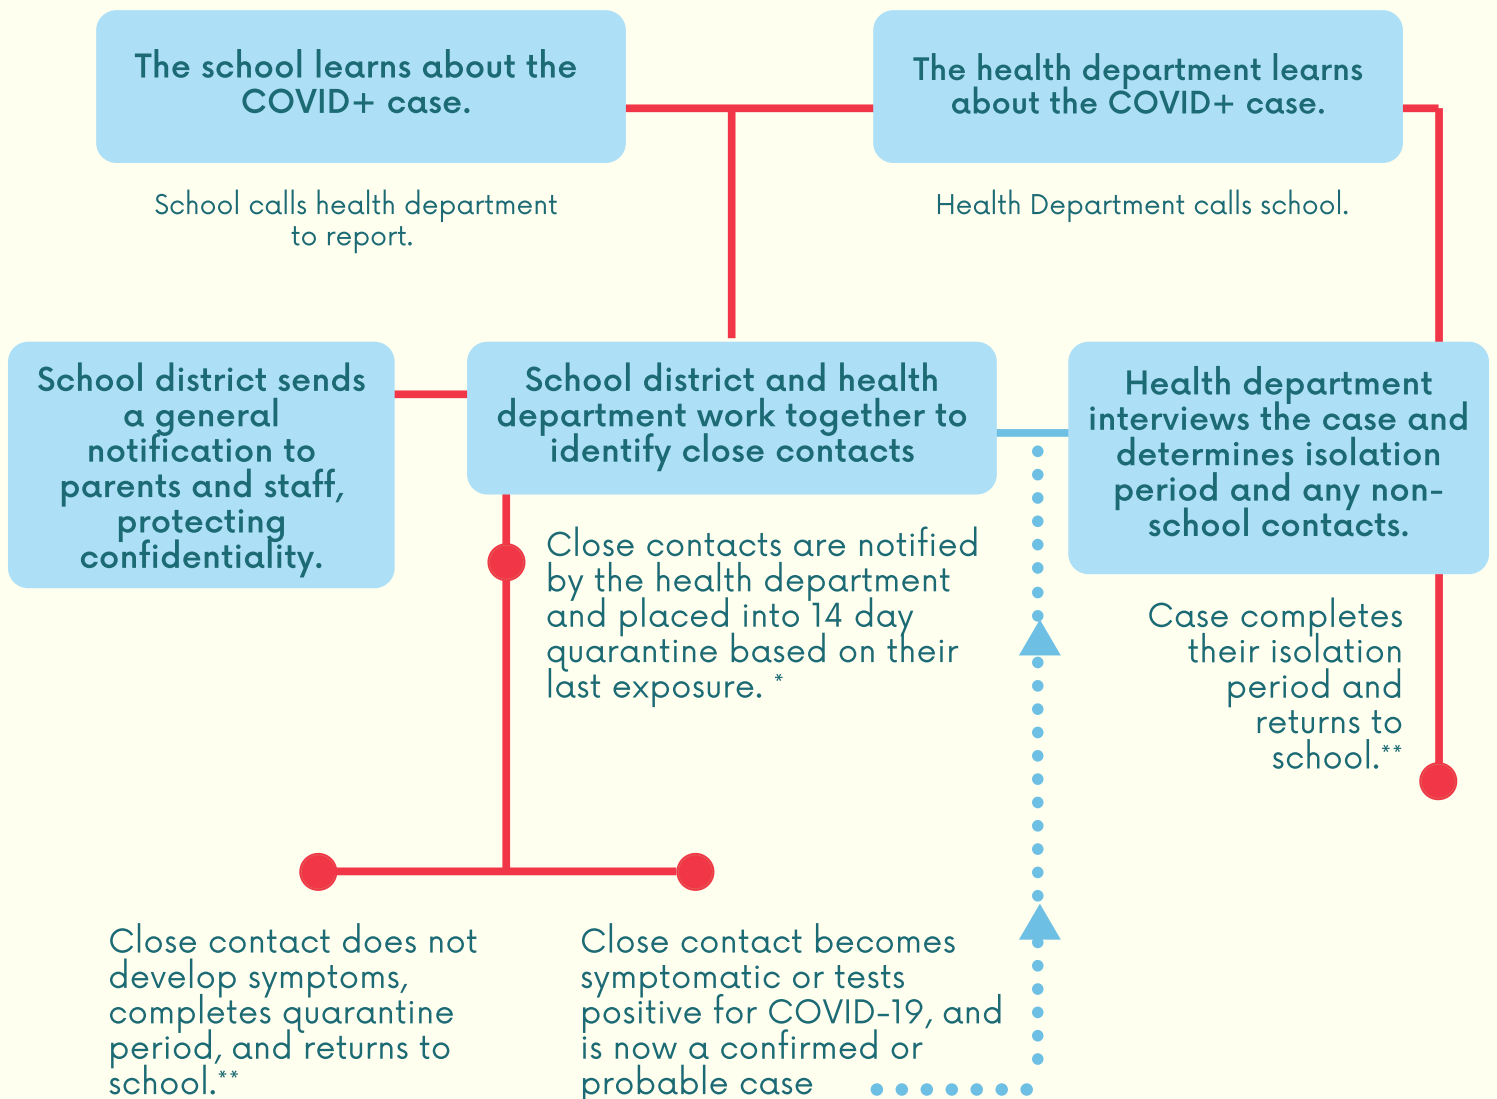 The school learns about the
COVID+ case.
The health department learns
about the COVID+ case.
School calls health department
to report.
Health Department calls school.
School district sends
a general
notification to
parents and staff,
protecting
confidentiality.
School district and health
department work together to
identify close contacts
Health department
interviews the case and
determines isolation
period and any non-
school contacts.
Close contacts are notified
by the health department
and placed into 14 day
quarantine based on their
last exposure. *
Case completes
their isolation
period and
returns to
school.**
Close contact does not
develop symptoms,
completes quarantine
period, and returns to
school.**
Close contact becomes
symptomatic or tests
positive for COVID-19, and
is now a confirmed or
probable case